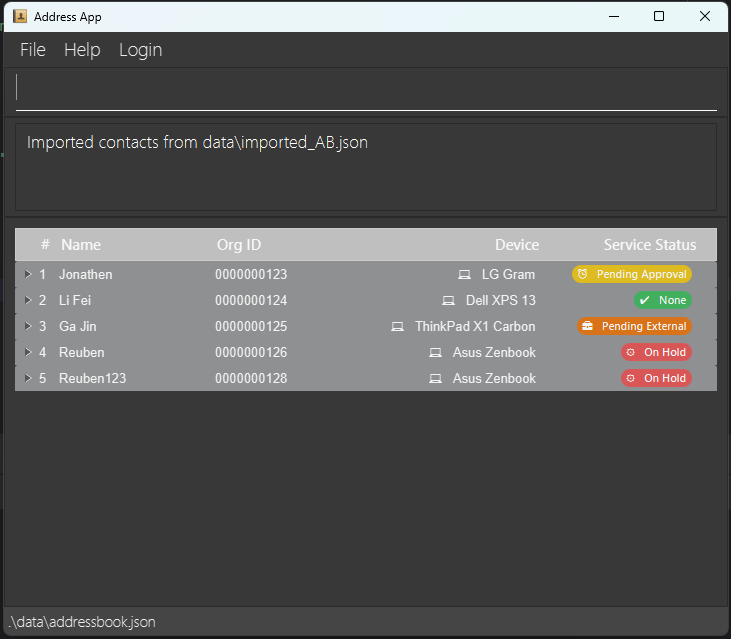 Address App
File Help Login
Imported contacts from data\imported_AB.json
# Name Org ID Device Service Status
1 Jonathen 0000000123 LG Gram Pending Approval
2 Li Fei 0000000124 Dell XPS 13 None
3 Ga Jin 0000000125 ThinkPad X1 Carbon Pending External
4 Reuben 0000000126 Asus Zenbook On Hold
5 Reuben123 0000000128 Asus Zenbook On Hold
.\data\addressbook.json